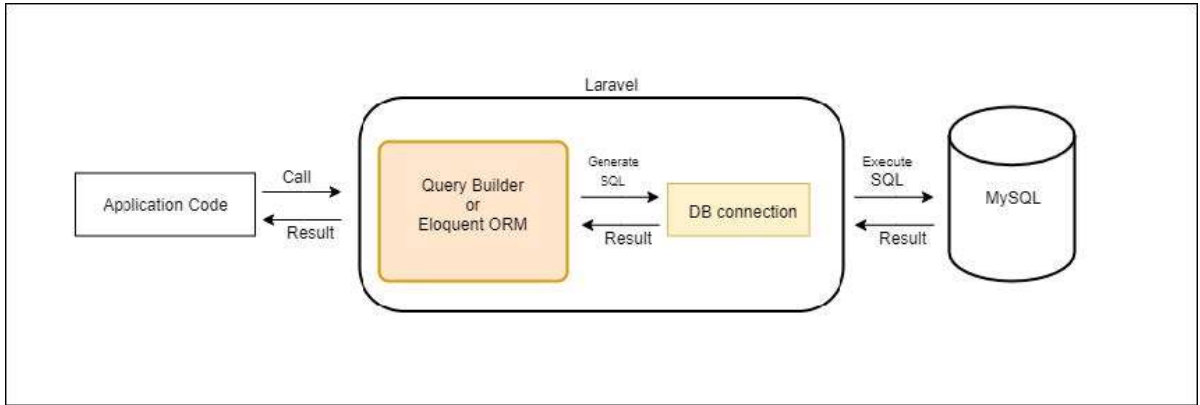 Laravel
Application Code
Call
Result
Query Builder
or
Eloquent ORM
Generate
SQL
Result
DB connection
Execute
SQL
Result
MySQL